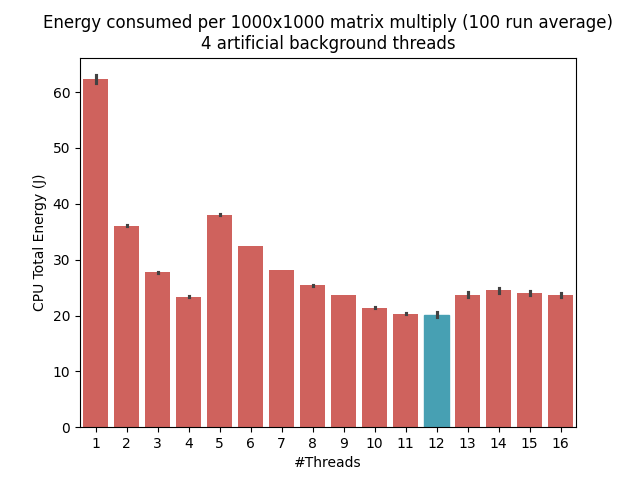 Energy consumed per 1000x1000 matrix multiply (100 run average)
4 artificial background threads
CPU Total Energy (J)
60
50
40
30
20
10
0
1 2 3 4 5 6 7 8 9 10 11 12 13 14 15 16
#Threads